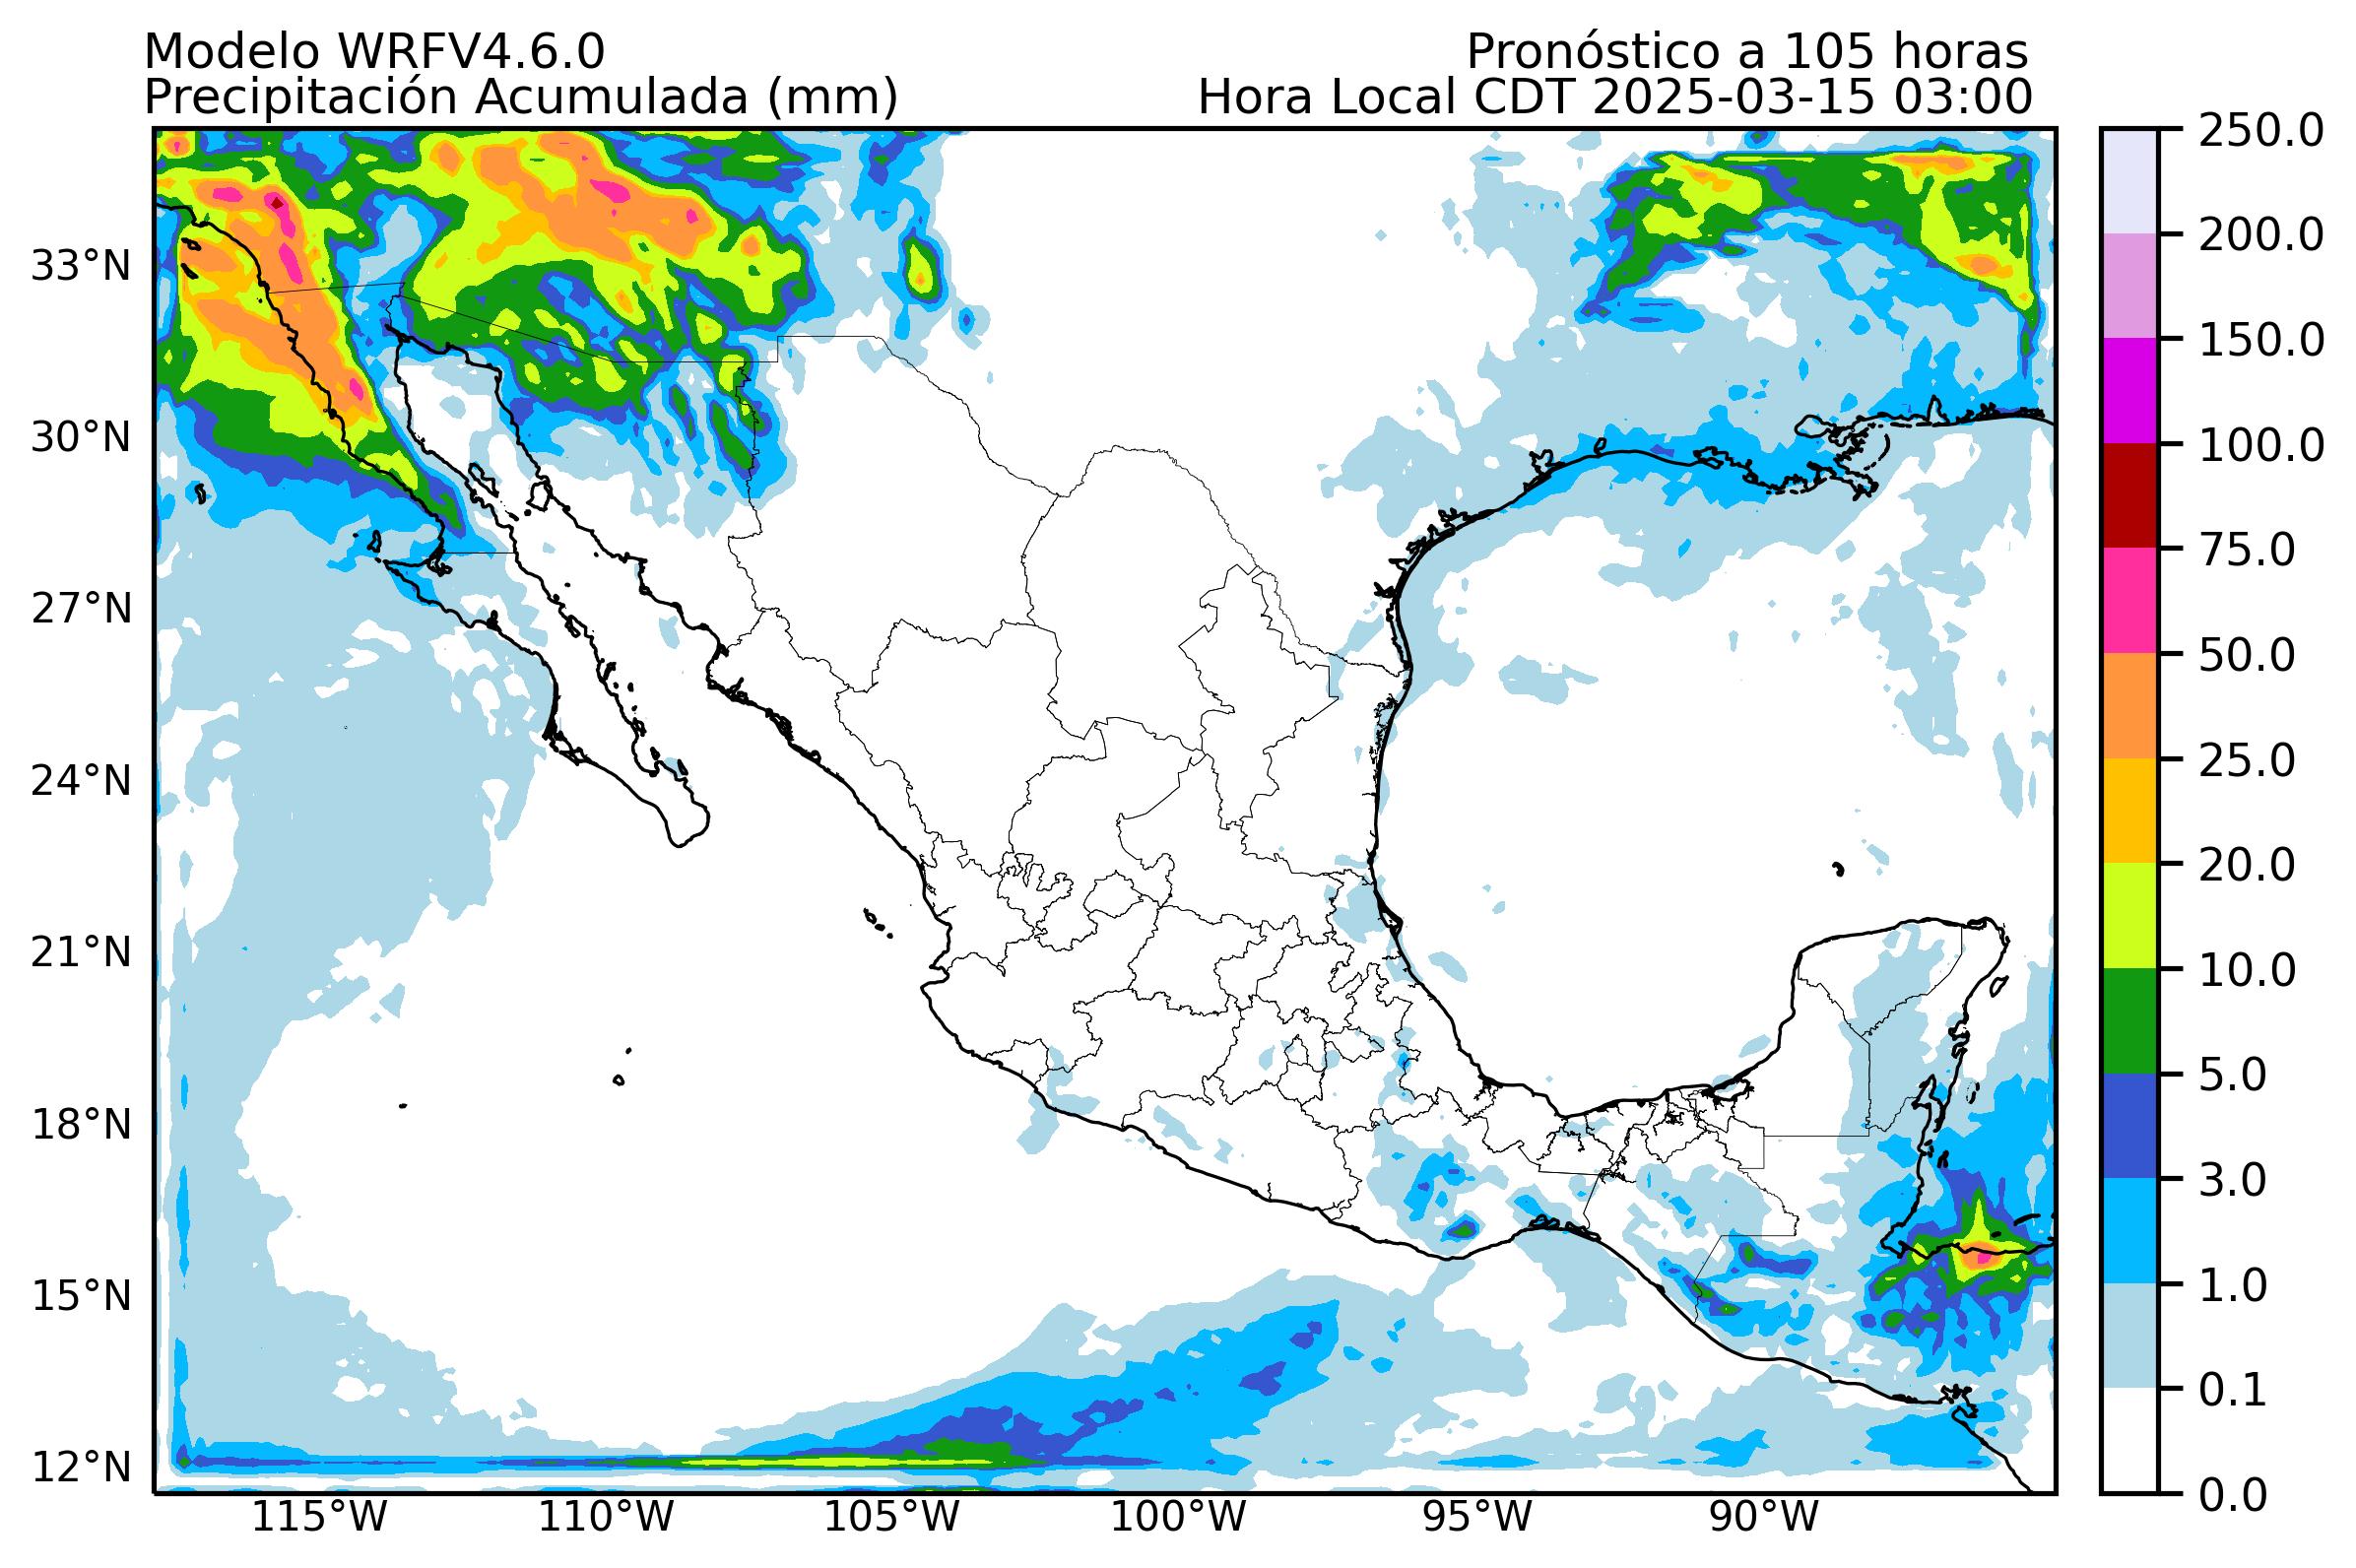 Modelo WRFV4.6.0
Pronóstico a 105 horas
Precipitación Acumulada (mm)
Hora Local CDT 2025-03-15 03:00
33°N
30°N
27°N
24°N
21°N
18°N
15°N
12°N
115°W
110°W
105°W
100°W
95°W
90°W
250.0
200.0
150.0
100.0
75.0
50.0
25.0
20.0
10.0
5.0
3.0
1.0
0.1
0.0